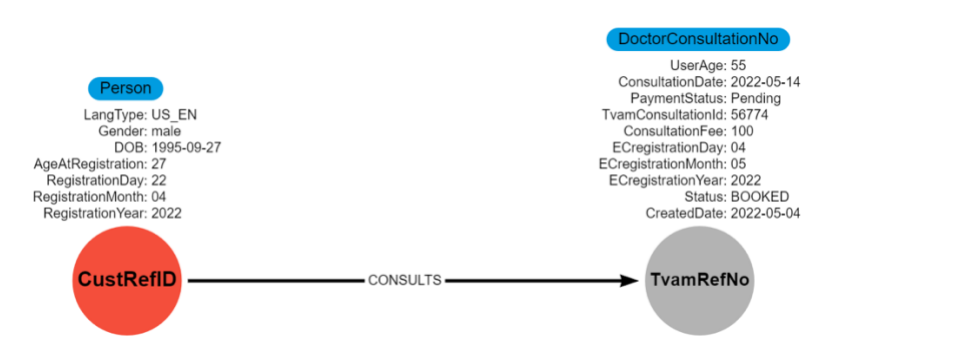 Person
LangType: US_EN
Gender: male
DOB: 1995-09-27
AgeAtRegistration: 27
RegistrationDay: 22
RegistrationMonth: 04
RegistrationYear: 2022
CustRefID
CONSULTS
DoctorConsultationNo
UserAge: 55
ConsultationDate: 2022-05-14
PaymentStatus: Pending
TvamConsultationId: 56774
ConsultationFee: 100
ECregistrationDay: 04
ECregistrationMonth: 05
ECregistrationYear: 2022
Status: BOOKED
CreatedDate: 2022-05-04
TvamRefNo